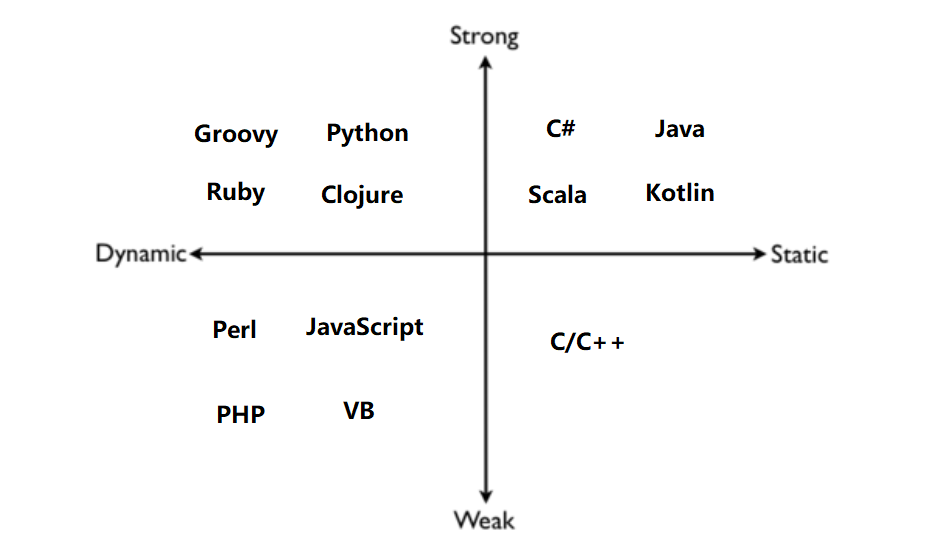 Strong
Groovy Python C# Java
Ruby Clojure Scala Kotlin
Dynamic Static
Perl JavaScript C/C++
PHP VB
Weak